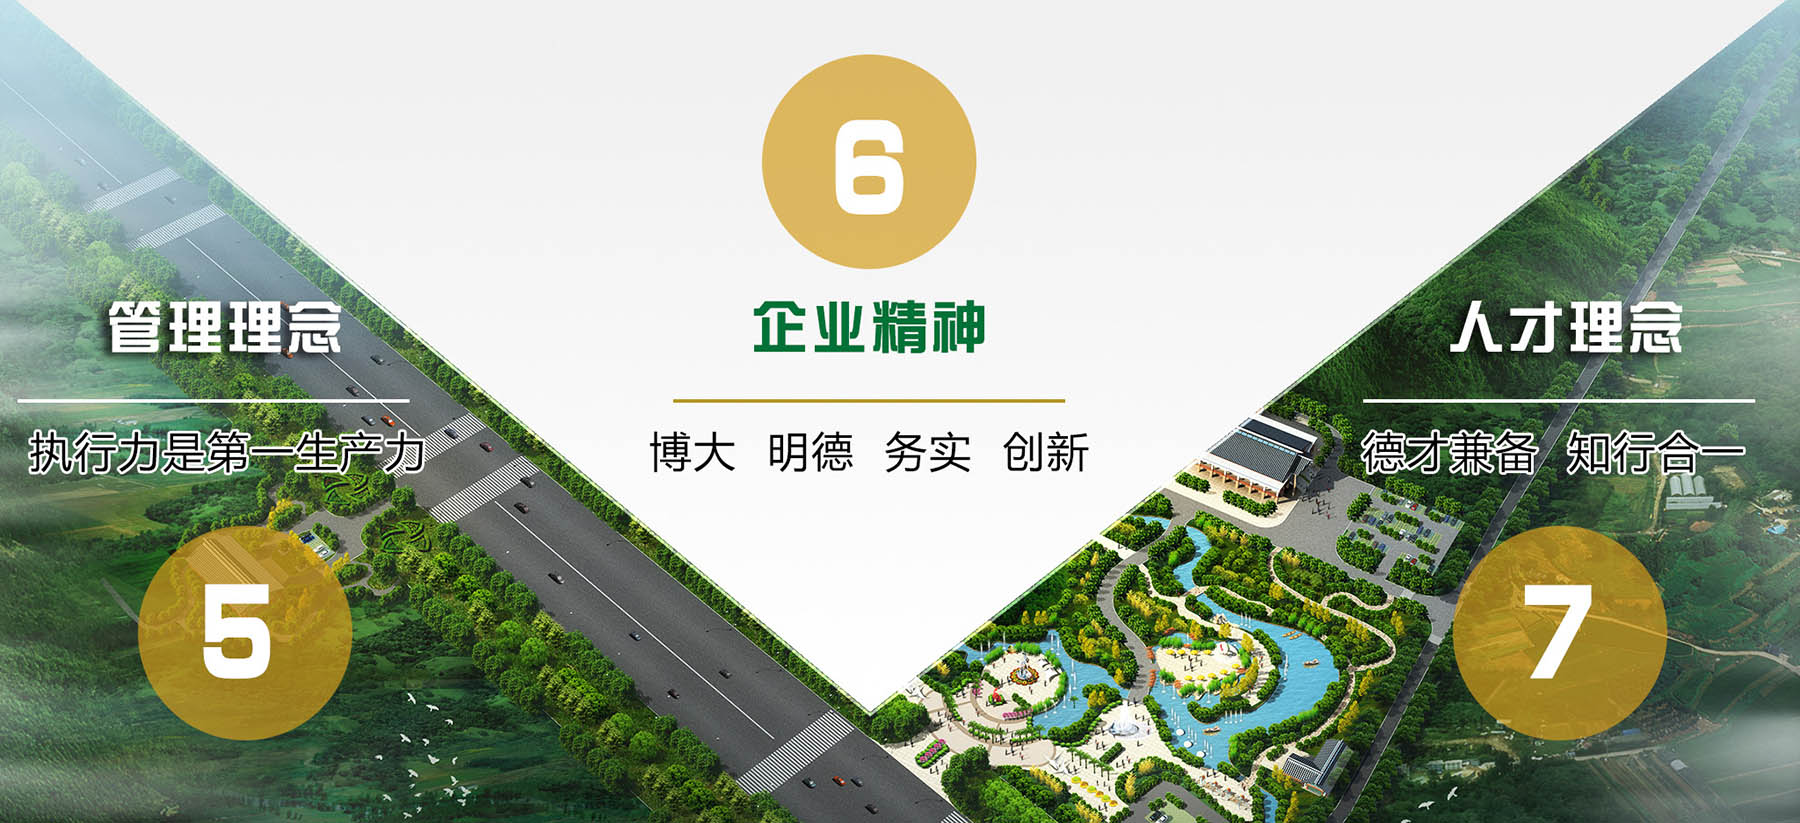 管理理念
执行力是第一生产力
5
6
企业精神
博大 明德 务实 创新
人才理念
德才兼备 知行合一
7